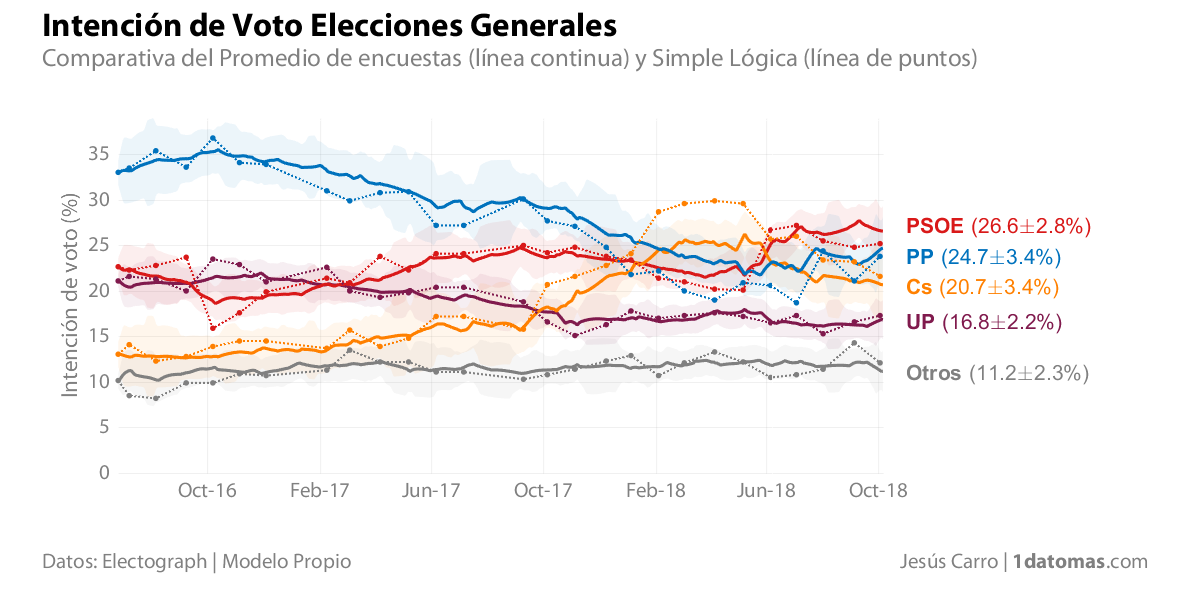 Intención de Voto Elecciones Generales
Comparativa del Promedio de encuestas (línea continua) y Simple Lógica (línea de puntos)
Intención de voto (%)
35
30
25
20
15
10
5
0
Oct-16 Feb-17 Jun-17 Oct-17 Feb-18 Jun-18 Oct-18
PSOE (26.6±2.8%)
PP (24.7±3.4%)
Cs (20.7±3.4%)
UP (16.8±2.2%)
Otros (11.2±2.3%)
Datos: Electograph | Modelo Propio
Jesús Carro | 1datomas.com